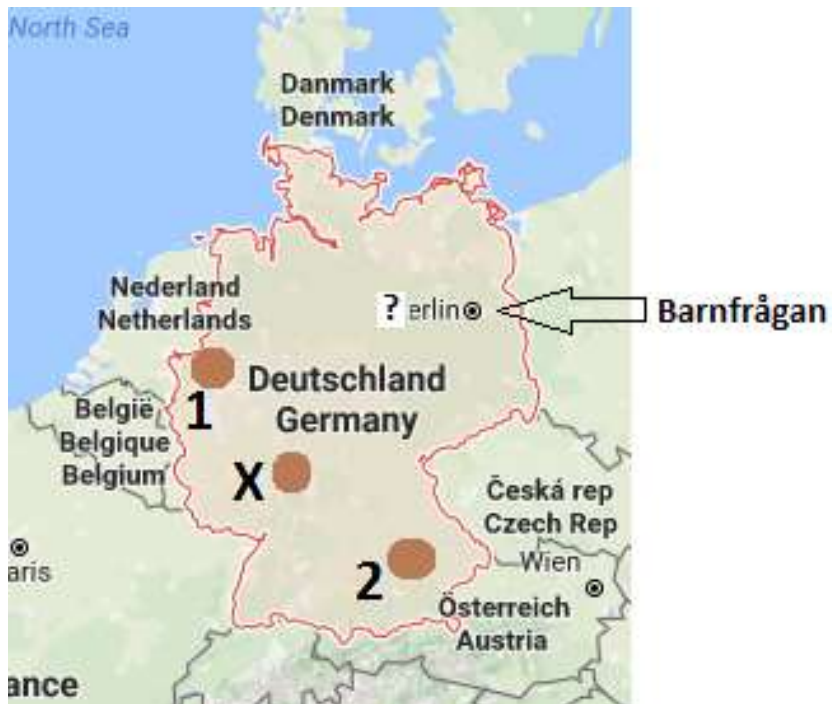 North Sea
Danmark
Denmark
Nederland
Netherlands
? erlin
Barnfrågan
1
Deutschland
Germany
België
Belgique
Belgium
X
Česká rep
Czech Rep
aris
2
Wien
Österreich
Austria
ance